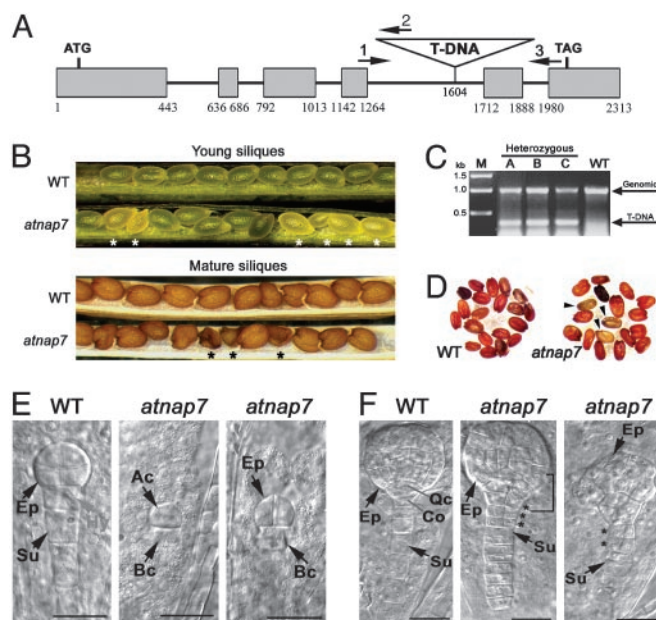 A
ATG
1
2
T-DNA
3
TAG
1 443 636 686 792 1013 1142 1264 1604 1712 1888 1980 2313
B
Young siliques
WT
atnap7
* * * * * *
Mature siliques
WT
atnap7
* * *
C
Heterozygous
kb M A B C WT
1.5
1.0
0.5
Genomic
T-DNA
D
WT atnap7
E WT atnap7 atnap7
Ep
Su
Ac
Bc
Ep
Bc
F WT atnap7 atnap7
Ep
Qc
Co
Su
Ep
* * *
Su
Ep
* *
Su